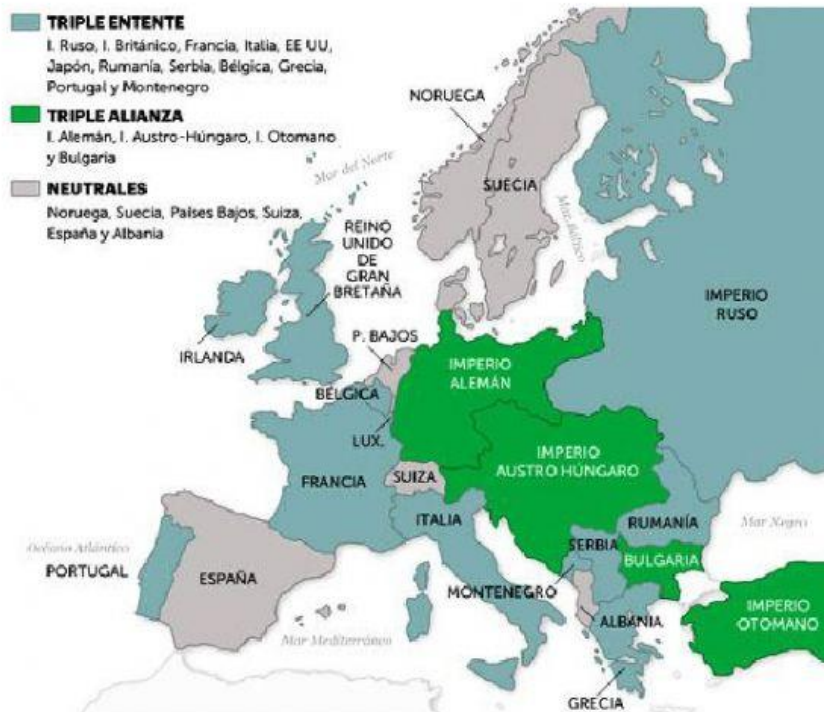 TRIPLE ENTENTE
I. Ruso, I. Británico, Francia, Italia, EE UU,
Japón, Rumanía, Serbia, Bélgica, Grecia,
Portugal y Montenegro
TRIPLE ALIANZA
I. Alemán, I. Austro-Húngaro, I. Otomano
y Bulgaria
NEUTRALES
Noruega, Suecia, Países Bajos, Suiza,
España y Albania
Mar del Norte
NORUEGA
SUECIA
Mar Báltico
REINO
UNIDO
DE
GRAN
BRETAÑA
IRLANDA
IMPERIO
RUSO
P. BAJOS
IMPERIO
ALEMÁN
BÉLGICA
LUX.
IMPERIO
AUSTRO HÚNGARO
FRANCIA
SUIZA
ITALIA
RUMANÍA
Mar Negro
SERBIA
BULGARIA
Océano Atlántico
PORTUGAL
ESPAÑA
MONTENEGRO
ALBANIA
IMPERIO
OTOMANO
Mar Mediterráneo
GRECIA